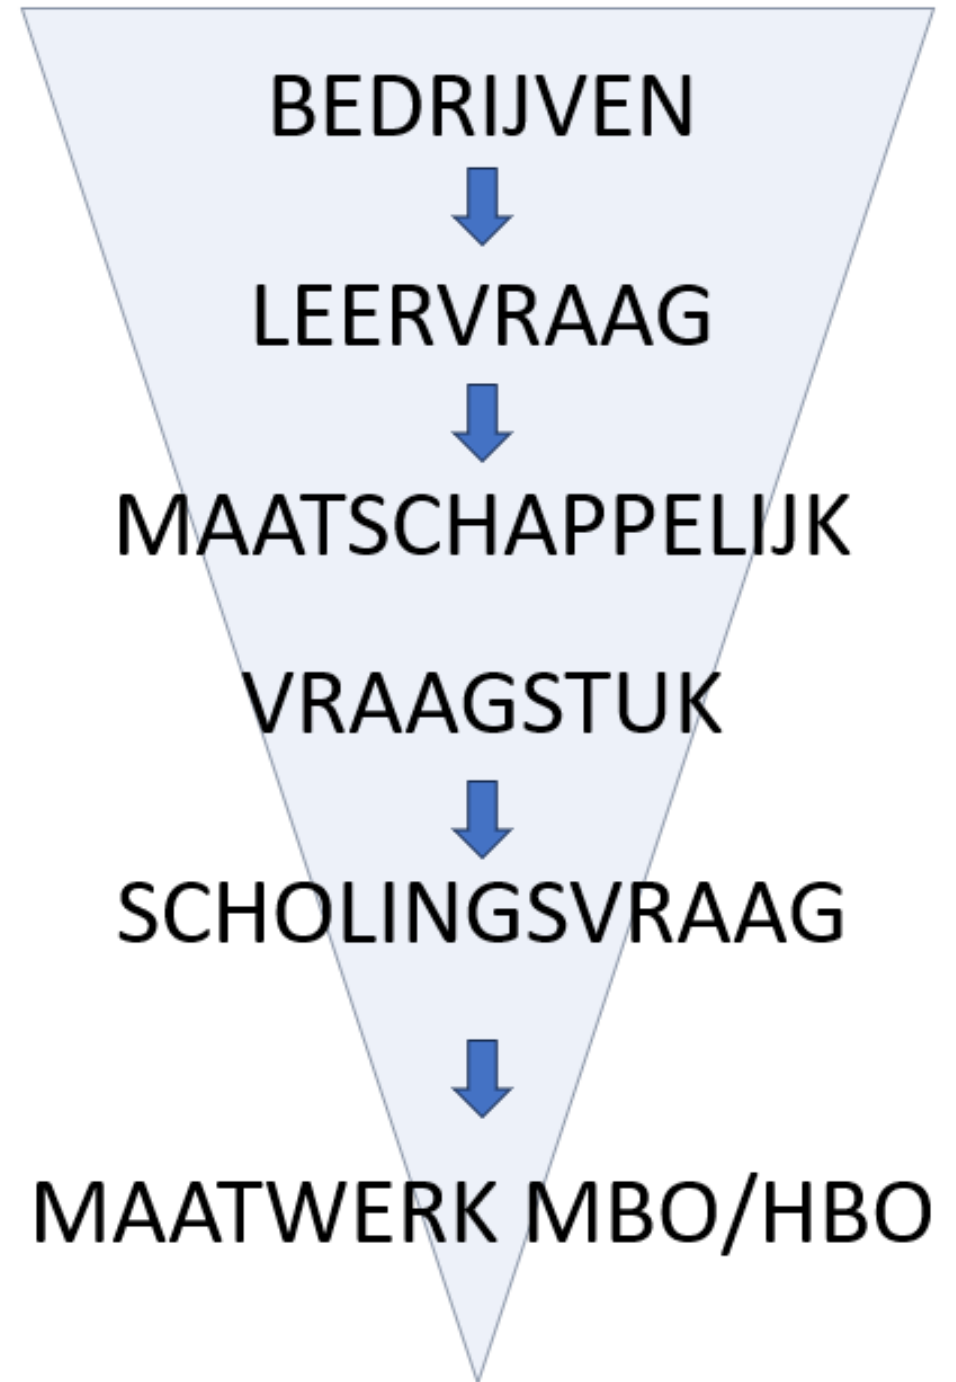 BEDRIJVEN
LEERVRAAG
MAATSCHAPPELIJK
VRAAGSTUK
SCHOLINGSVRAAG
MAATWERK MBO/HBO